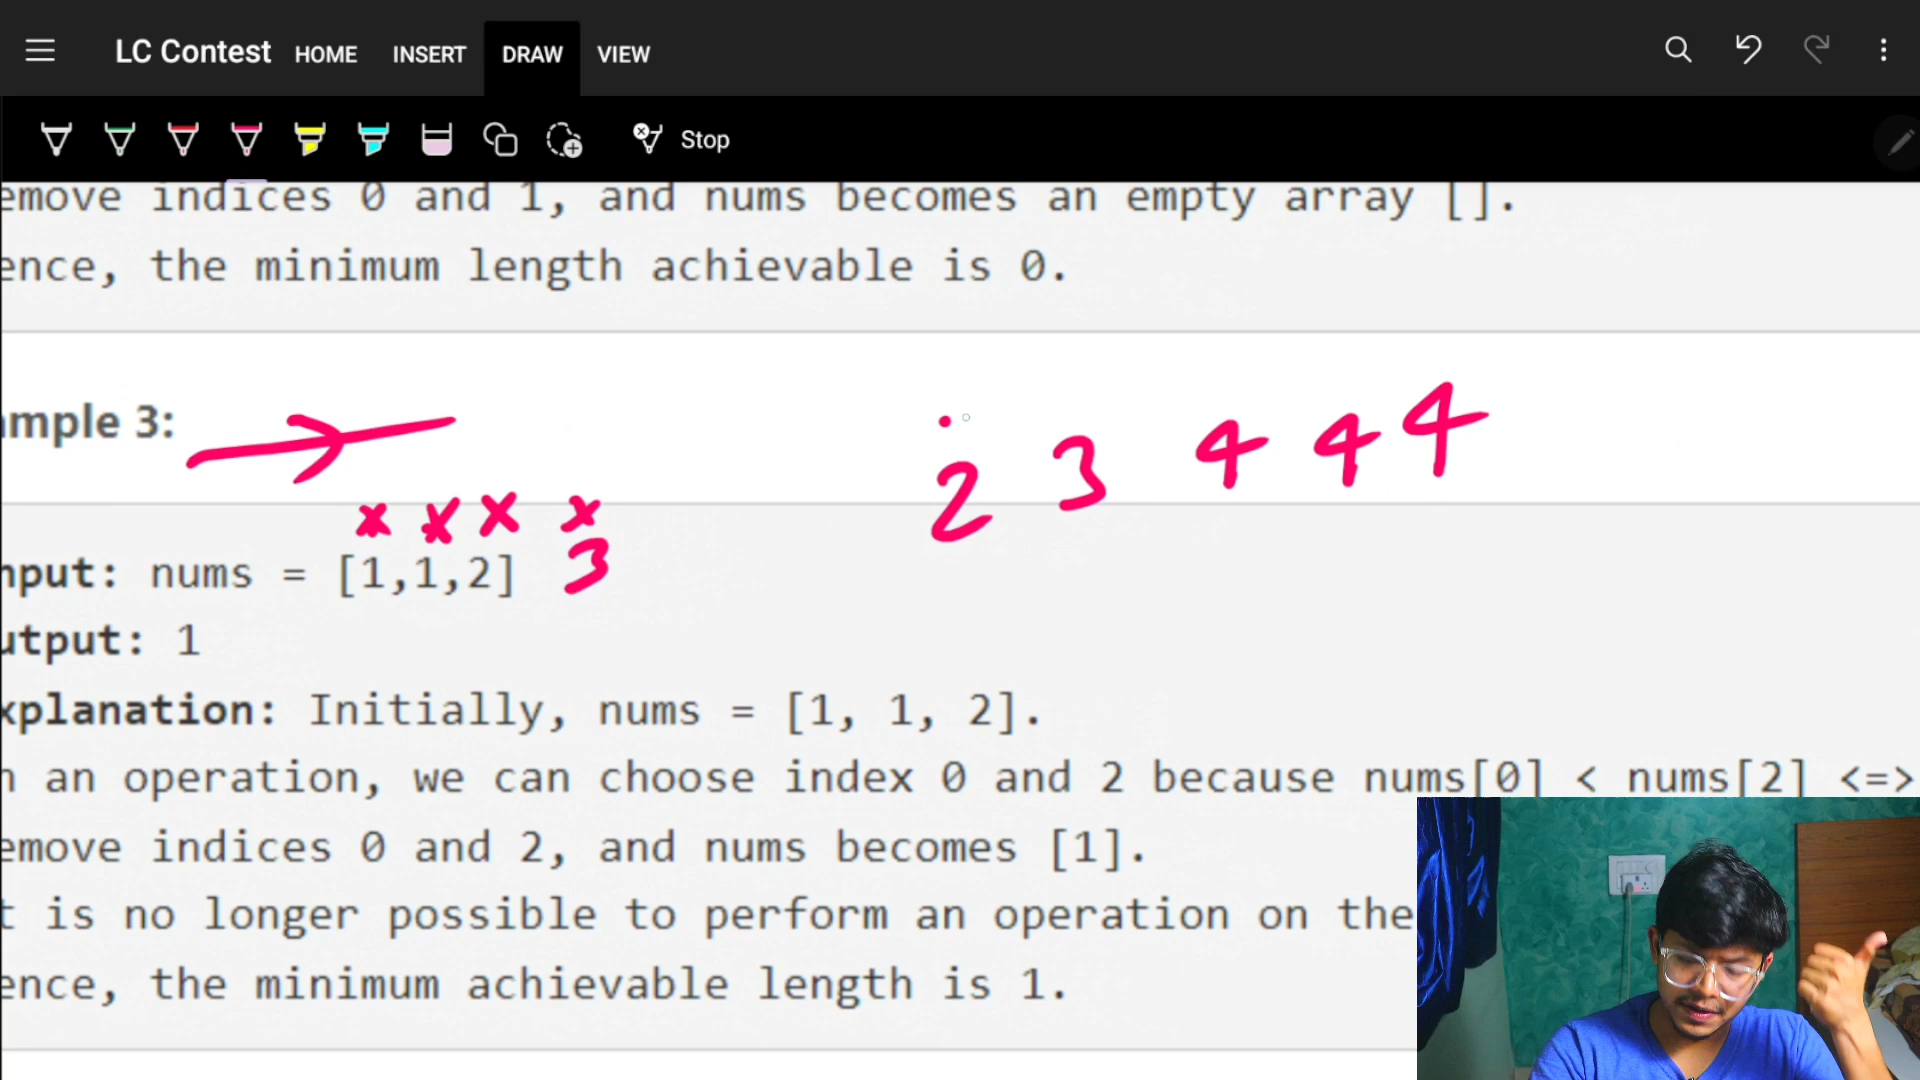 LC Contest HOME INSERT DRAW VIEW
Stop
emove indices 0 and 1, and nums becomes an empty array [].
ence, the minimum length achievable is 0.
ample 3:
2 3 4 4 4
nput: nums = [1,1,2] 3
utput: 1
xplanation: Initially, nums = [1, 1, 2].
n an operation, we can choose index 0 and 2 because nums[0] < nums[2] <=>
emove indices 0 and 2, and nums becomes [1].
t is no longer possible to perform an operation on the
ence, the minimum achievable length is 1.